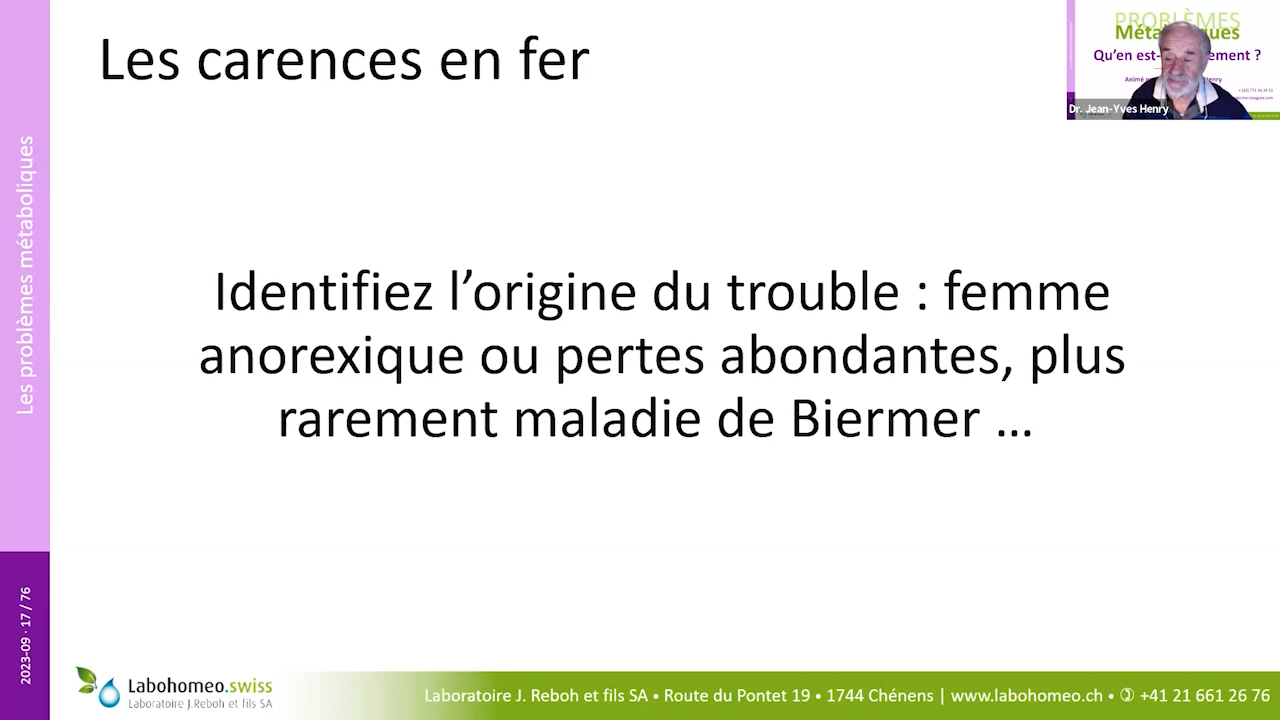 Les carences en fer
PROBLÈMES
Qu'en est-
?
Dr. Jean-Yves Henry
Les problèmes métaboliques
Identifiez l'origine du trouble : femme
anorexique ou pertes abondantes, plus
rarement maladie de Biermer ...
2023-09 · 17 / 76
Labohomeo.swiss
Laboratoire J.Reboh et fils SA
Laboratoire J. Reboh et fils SA • Route du Pontet 19 • 1744 Chénens | www.labohomeo.ch • ✆ +41 21 661 26 76